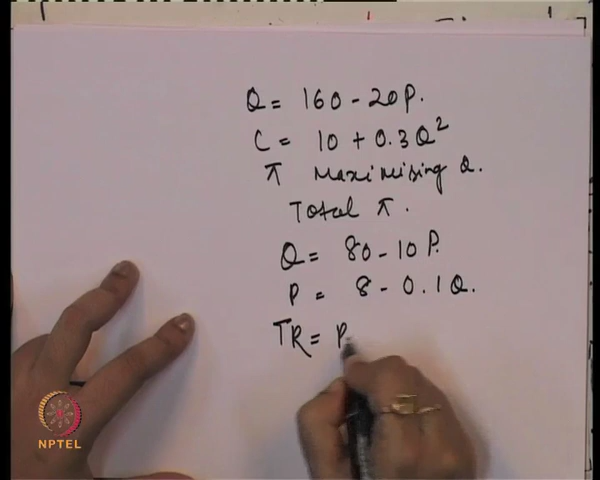 Q = 160 - 20P.
C = 10 + 0.3Q²
π Maximising Q.
Total π.
Q = 80 - 10P.
P = 8 - 0.1Q.
TR = P
NPTEL